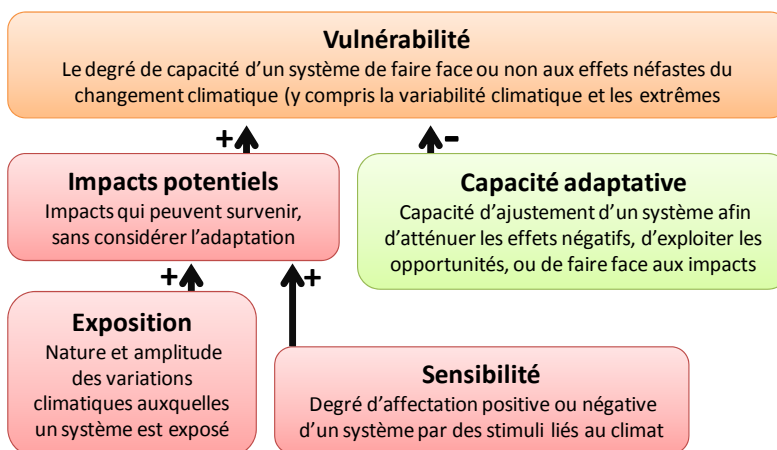 Vulnérabilité
Le degré de capacité d'un système de faire face ou non aux effets néfastes du
changement climatique (y compris la variabilité climatique et les extrêmes
+
-
Impacts potentiels
Impacts qui peuvent survenir,
sans considérer l'adaptation
Capacité adaptative
Capacité d'ajustement d'un système afin
d'atténuer les effets négatifs, d'exploiter les
opportunités, ou de faire face aux impacts
+
+
Exposition
Nature et amplitude
des variations
climatiques auxquelles
un système est exposé
Sensibilité
Degré d'affectation positive ou négative
d'un système par des stimuli liés au climat